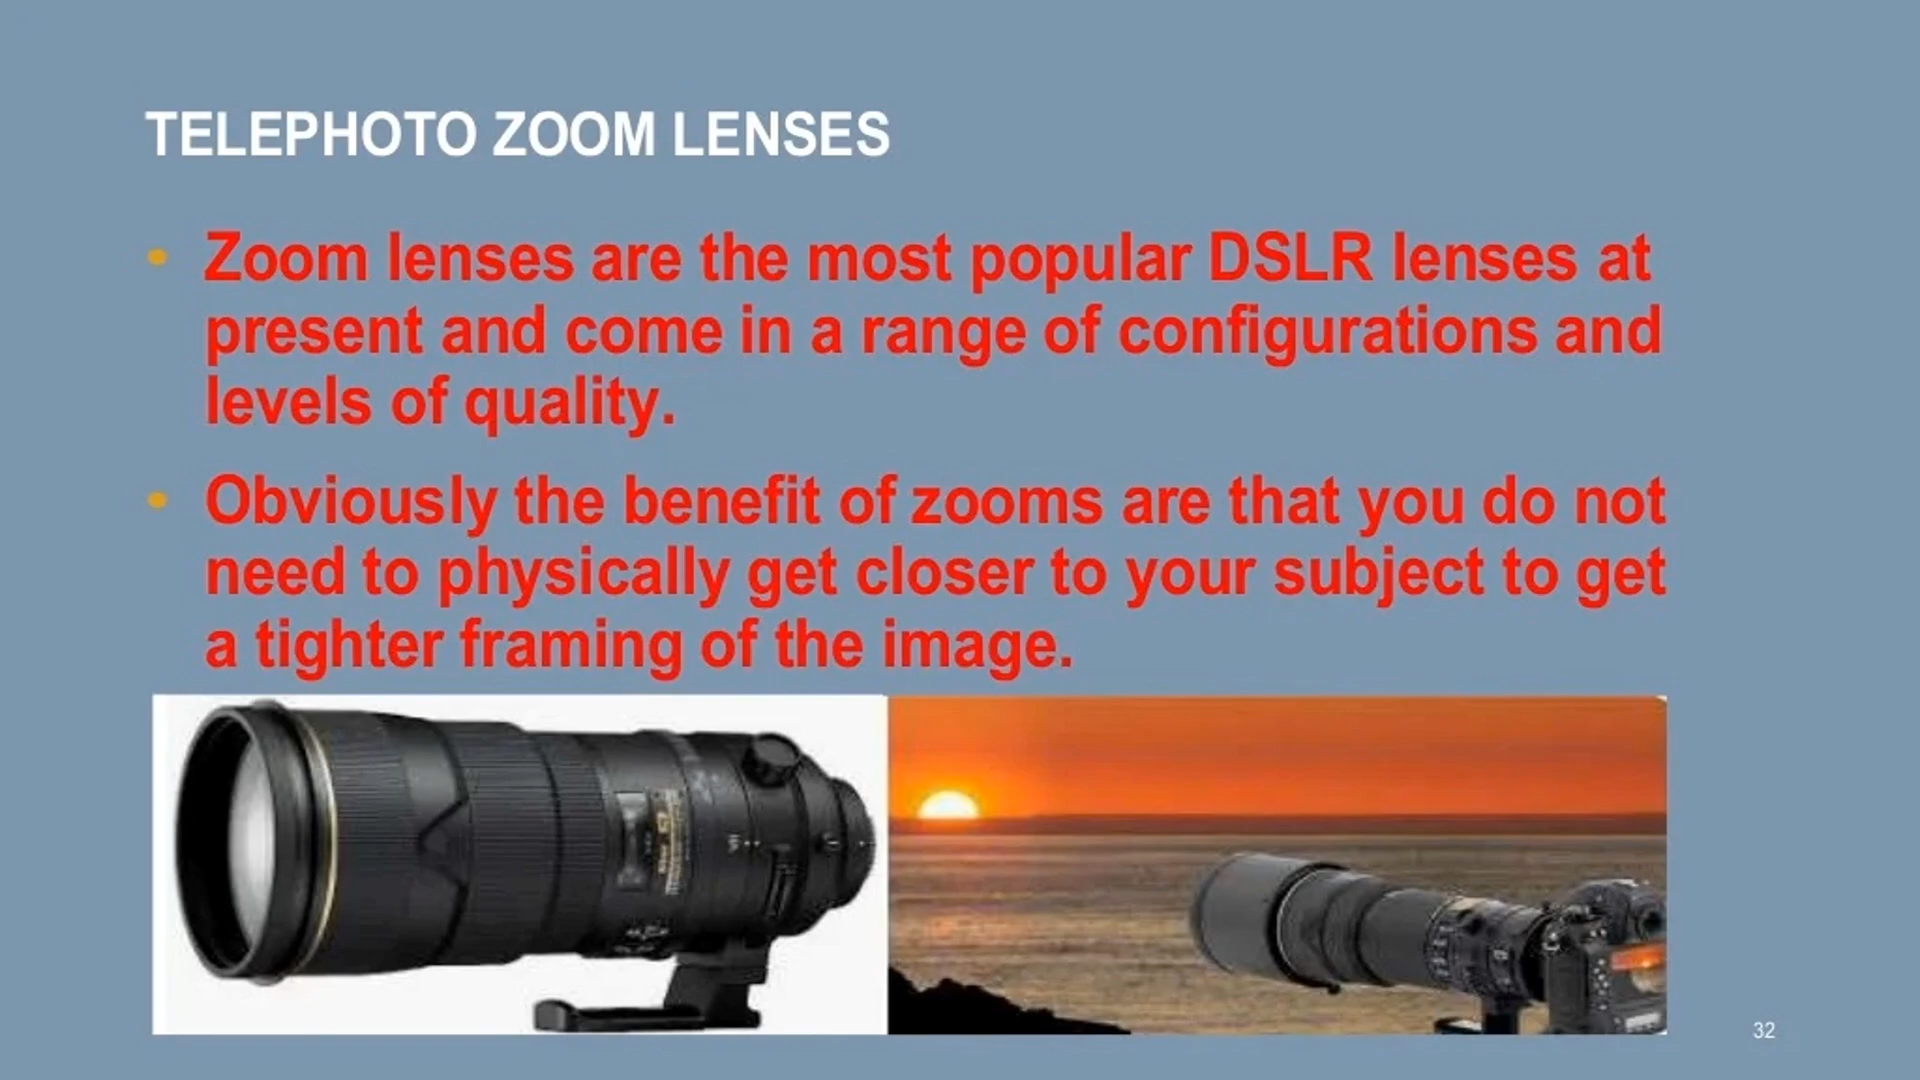 TELEPHOTO ZOOM LENSES
• Zoom lenses are the most popular DSLR lenses at
present and come in a range of configurations and
levels of quality.
• Obviously the benefit of zooms are that you do not
need to physically get closer to your subject to get
a tighter framing of the image.
32